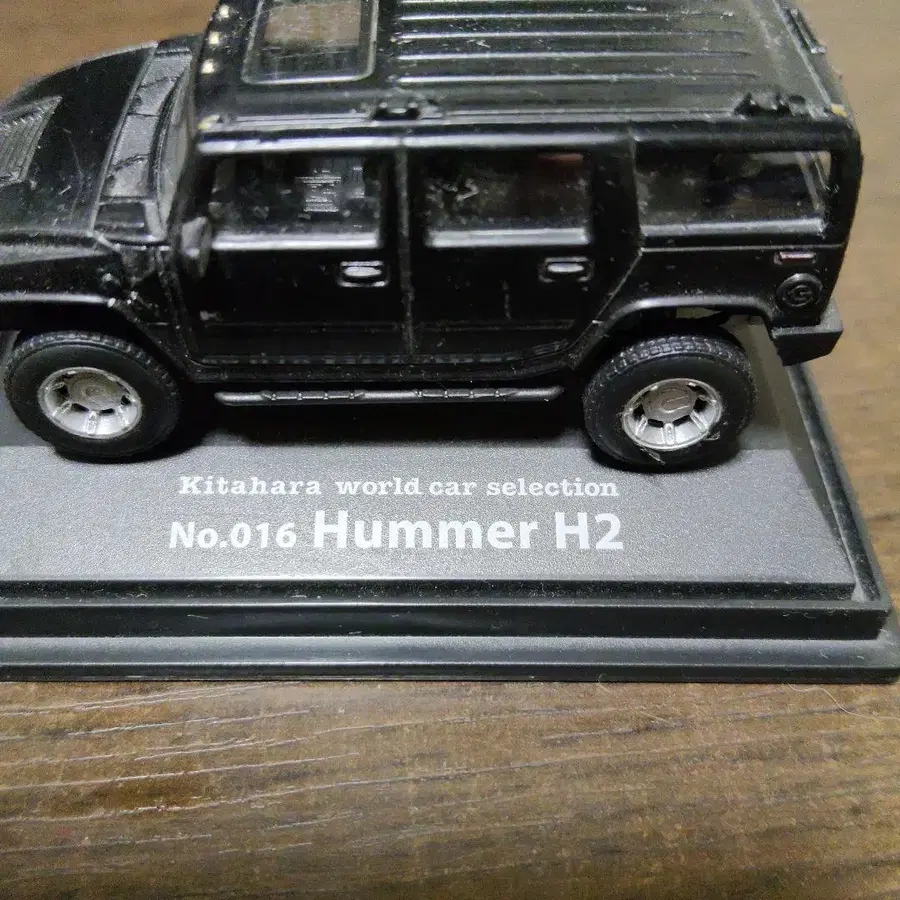 Kitahara world car selection
No.016 Hummer H2